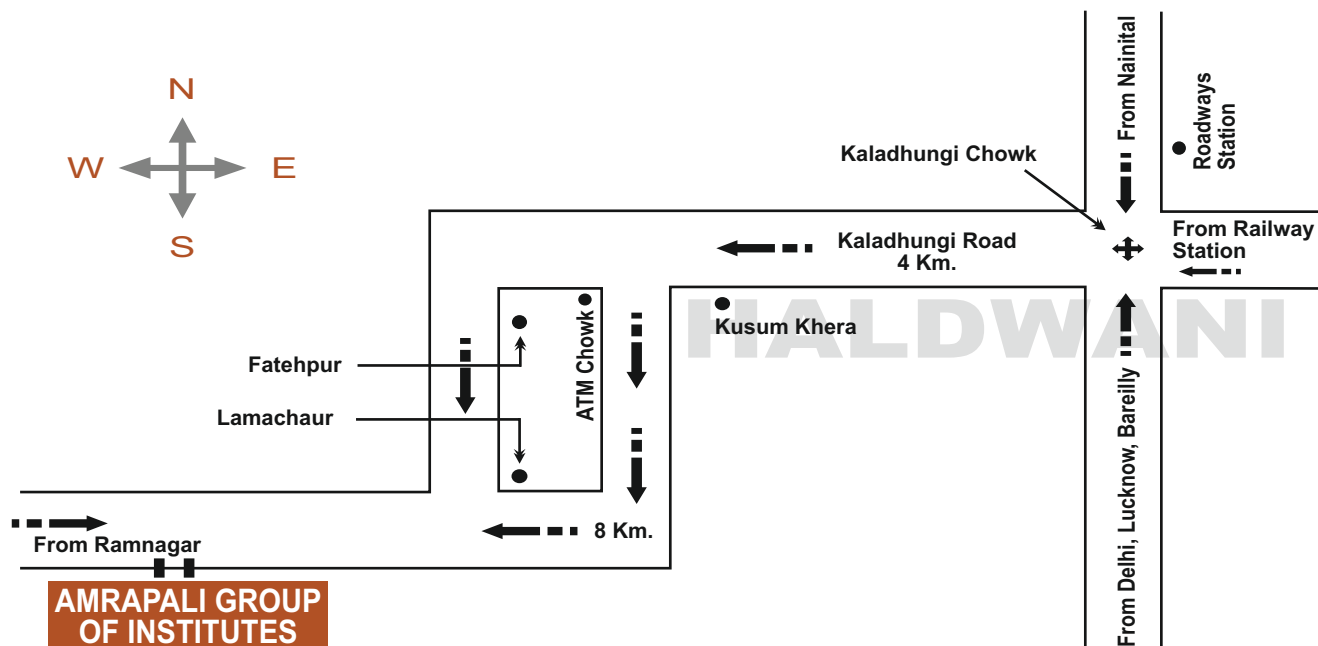 N
W E
S
From Nainital
Roadways
Station
Kaladhungi Chowk
From Railway
Station
Kaladhungi Road
4 Km.
HALDWANI
Kusum Khera
ATM Chowk
Fatehpur
Lamachaur
From Delhi, Lucknow, Bareilly
8 Km.
From Ramnagar
AMRAPALI GROUP
OF INSTITUTES